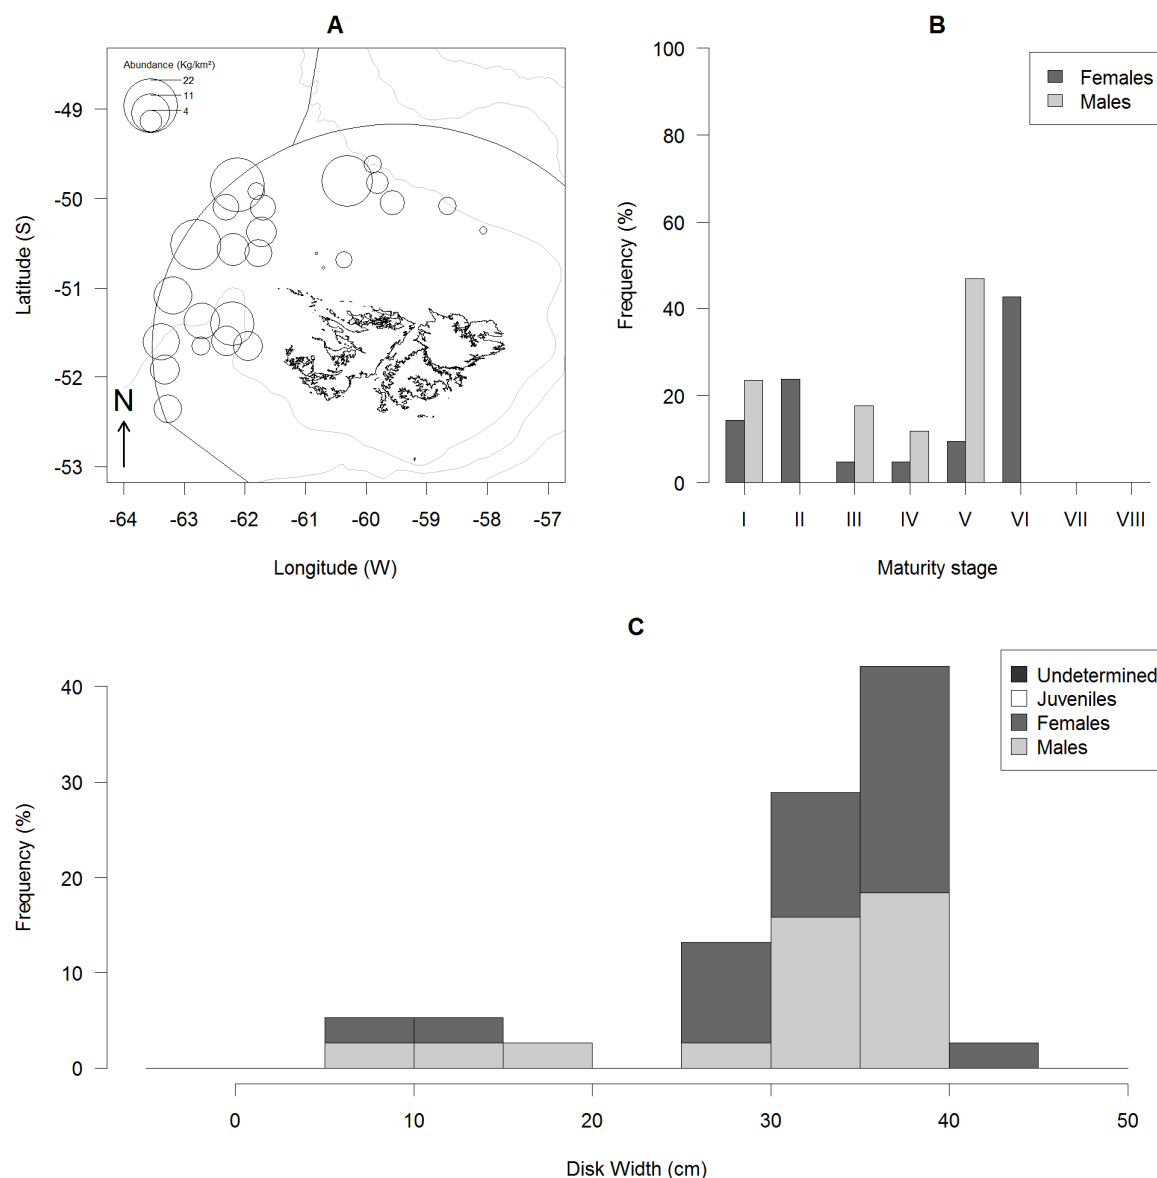 A
Abundance (Kg/km²)
22
11
4
-49
-50
-51
-52
-53
Latitude (S)
N
-64 -63 -62 -61 -60 -59 -58 -57
Longitude (W)
B
100
80
60
40
20
0
Frequency (%)
Females
Males
I II III IV V VI VII VIII
Maturity stage
C
40
30
20
10
0
Frequency (%)
Undetermined
Juveniles
Females
Males
0 10 20 30 40 50
Disk Width (cm)